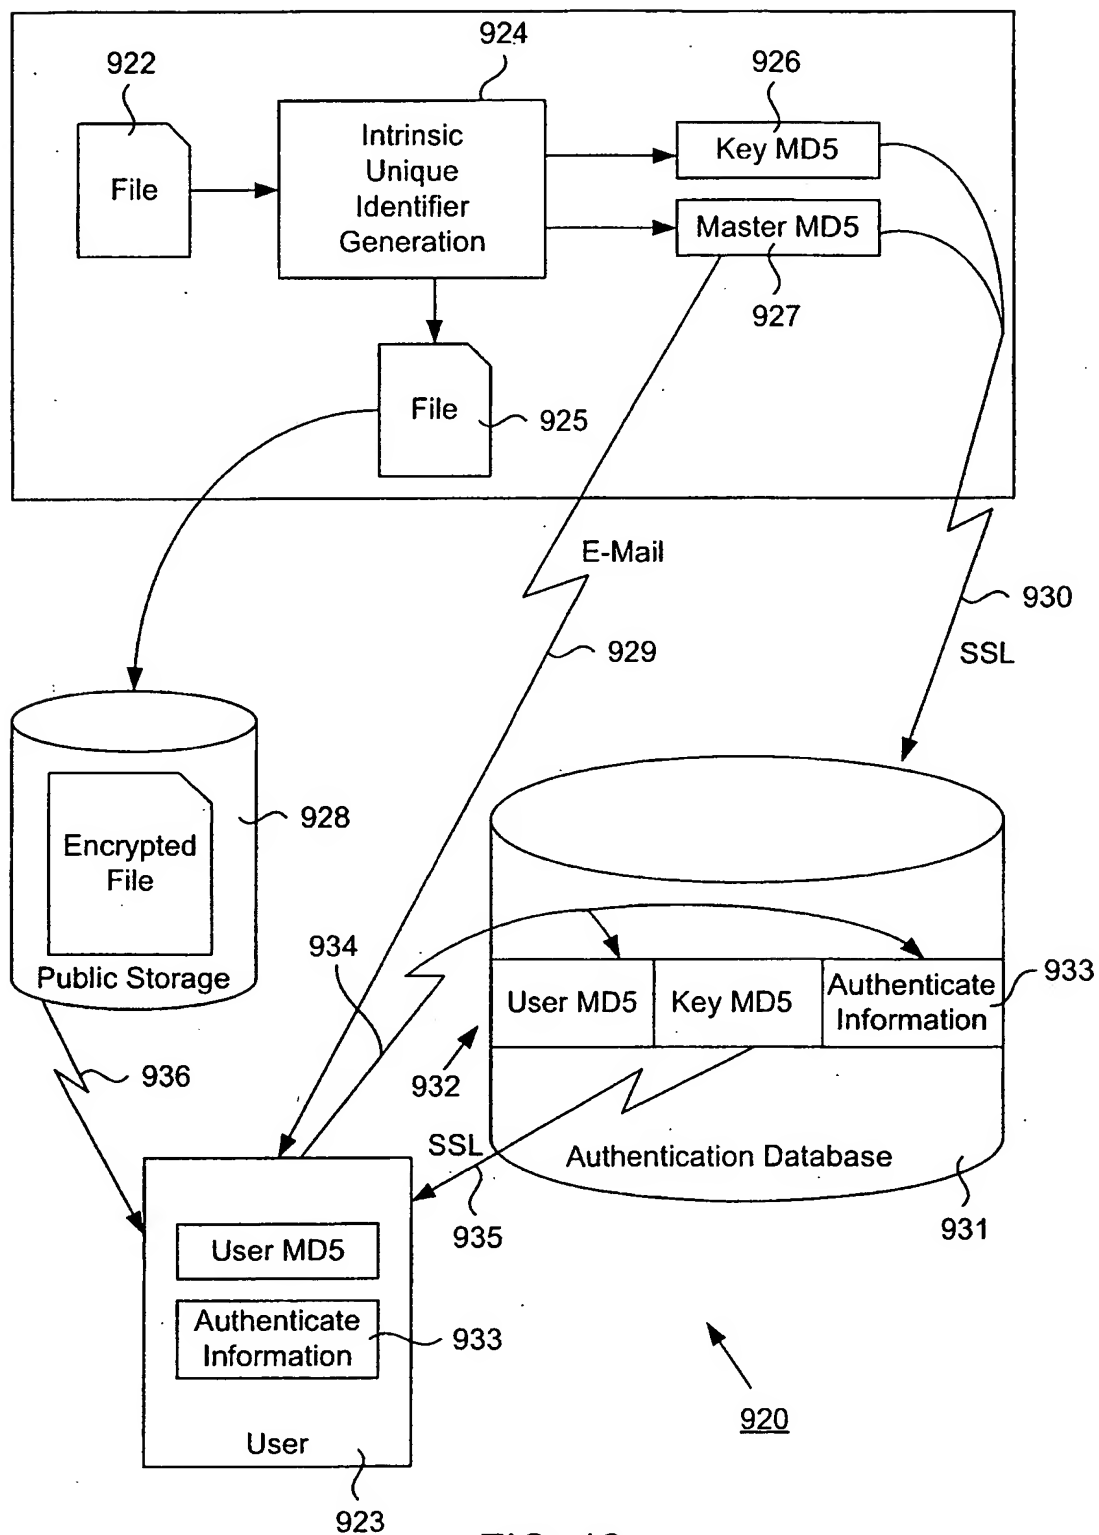 924
922
926
Intrinsic
Unique
Identifier
Generation
File
Key MD5
Master MD5
927
File
925
E-Mail
930
929
SSL
928
Encrypted
File
Public Storage
934
933
User MD5
Key MD5
Authenticate
Information
932
936
SSL
Authentication Database
935
931
User MD5
Authenticate
Information
933
920
User
923